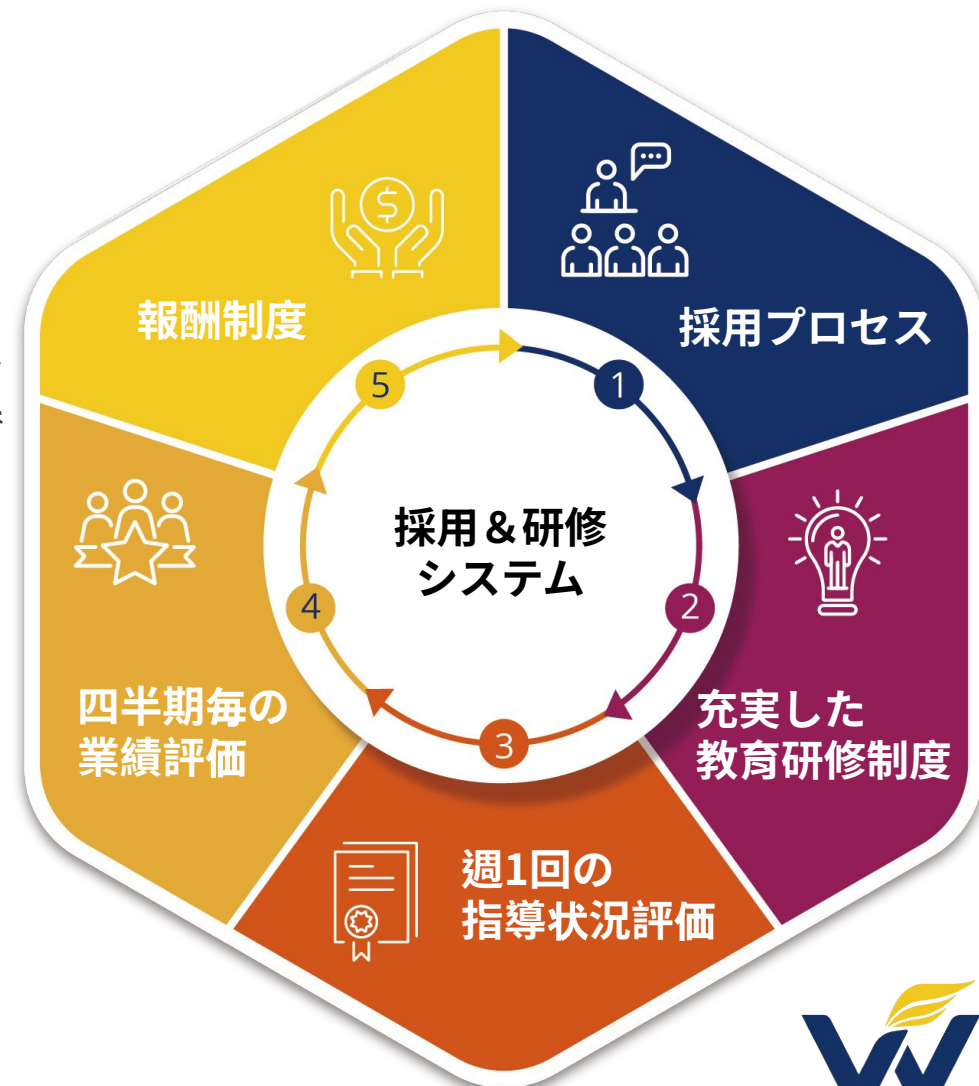 採用&研修
システム
1
採用プロセス
2
充実した
教育研修制度
3
週1回の
指導状況評価
4
四半期毎の
業績評価
5
報酬制度
$
W